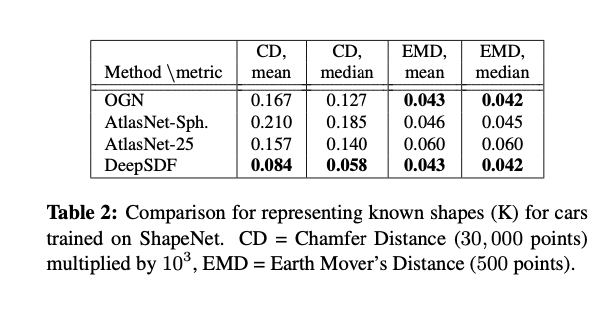 Method \metric CD, mean CD, median EMD, mean EMD, median
OGN 0.167 0.127 0.043 0.042
AtlasNet-Sph. 0.210 0.185 0.046 0.045
AtlasNet-25 0.157 0.140 0.060 0.060
DeepSDF 0.084 0.058 0.043 0.042
Table 2: Comparison for representing known shapes (K) for cars
trained on ShapeNet. CD = Chamfer Distance (30, 000 points)
multiplied by 10³, EMD = Earth Mover's Distance (500 points).